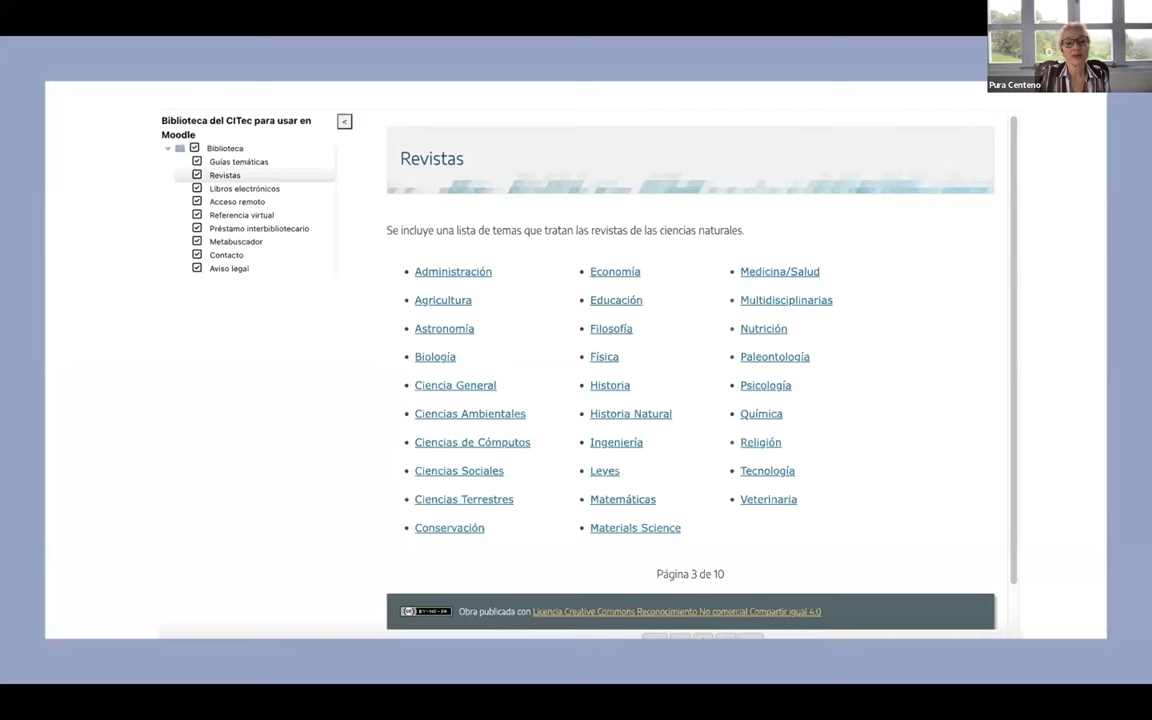 Pura Centeno
Biblioteca del CITec para usar en
Moodle
<
Biblioteca
Guías temáticas
Revistas
Libros electrónicos
Acceso remoto
Referencia virtual
Préstamo interbibliotecario
Metabuscador
Contacto
Aviso legal
Revistas
Se incluye una lista de temas que tratan las revistas de las ciencias naturales.
Administración
Agricultura
Astronomía
Biología
Ciencia General
Ciencias Ambientales
Ciencias de Cómputos
Ciencias Sociales
Ciencias Terrestres
Conservación
Economía
Educación
Filosofía
Física
Historia
Historia Natural
Ingeniería
Leyes
Matemáticas
Materials Science
Medicina/Salud
Multidisciplinarias
Nutrición
Paleontología
Psicología
Química
Religión
Tecnología
Veterinaria
Página 3 de 10
cc BY-NC-SA Obra publicada con Licencia Creative Commons Reconocimiento No comercial Compartir igual 4.0